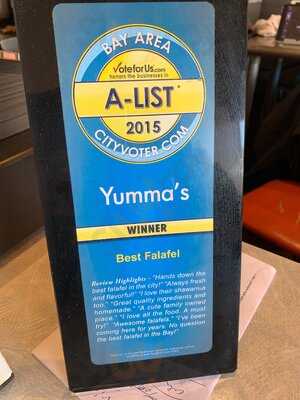 BAY AREA
VoteforUs.com
honors the businesses in
A-LIST
2015
CITYVOTER.COM
Yumma's
WINNER
Best Falafel
Review Highlights - "Hands down the
best falafel in the city!" "Always fresh
and flavorful!" "I love their shawarma
too." "Great quality ingredients and
homemade." "A cute family owned
place." "I love all the food. A must
try!" "Awesome falafels." "I've been
coming here for years. No question
the best falafel in the Bay!"